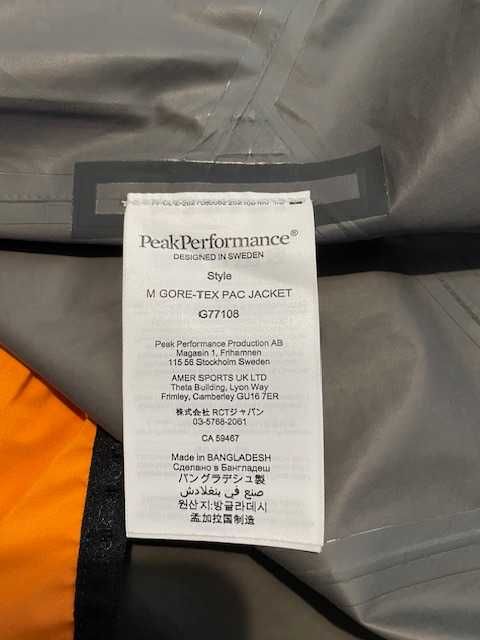 PeakPerformance®
DESIGNED IN SWEDEN
Style
M GORE-TEX PAC JACKET
G77108
Peak Performance Production AB
Magasin 1, Frihamnen
115 56 Stockholm Sweden
AMER SPORTS UK LTD
Theta Building, Lyon Way
Frimley, Camberley GU16 7ER
株式会社 RCTジャパン
03-5768-2061
CA 59467
Made in BANGLADESH
Сделано в Бангладеш
バングラデシュ製
صنع في بنغلادش
원산지:방글라데시
孟加拉国制造